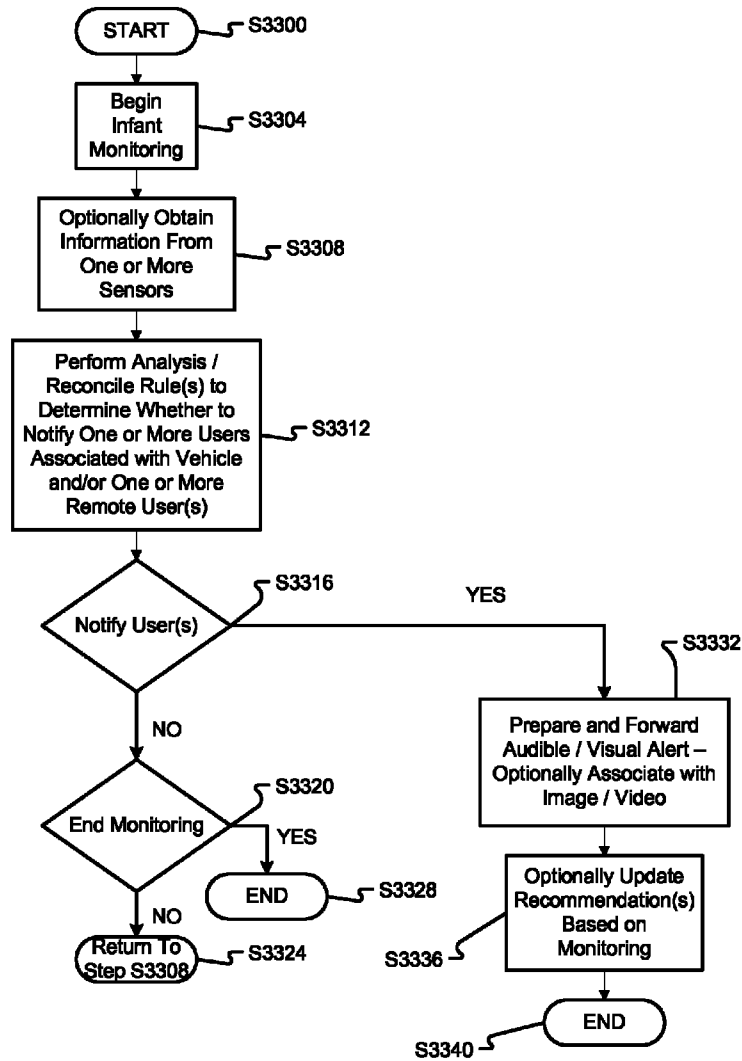 START
S3300
Begin
Infant
Monitoring
S3304
Optionally Obtain
Information From
One or More
Sensors
S3308
Perform Analysis /
Reconcile Rule(s) to
Determine Whether to
Notify One or More Users
Associated with Vehicle
and/or One or More
Remote User(s)
S3312
Notify User(s)
S3316
YES
NO
S3332
Prepare and Forward
Audible / Visual Alert –
Optionally Associate with
Image / Video
End Monitoring
S3320
YES
END
S3328
NO
Return To
Step S3308
S3324
Optionally Update
Recommendation(s)
Based on
Monitoring
S3336
END
S3340